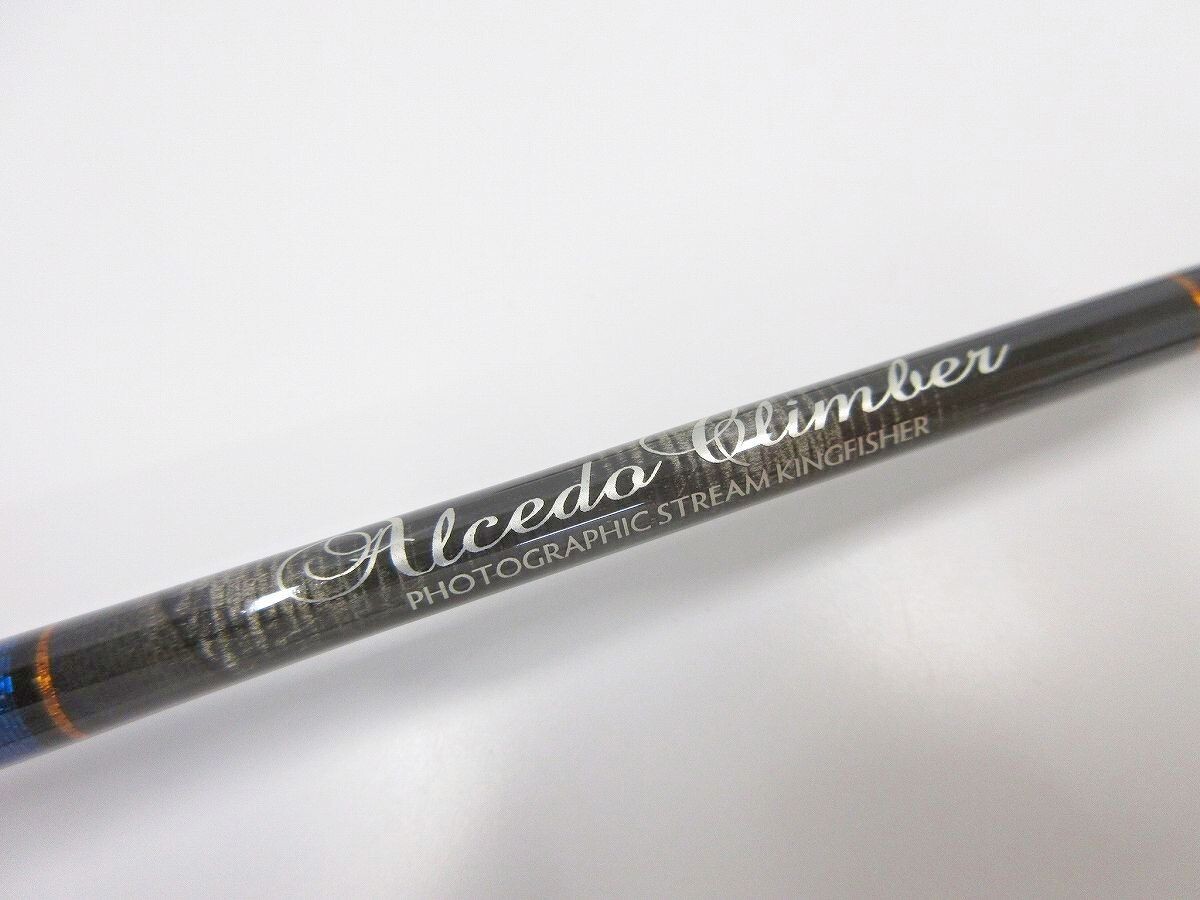 Alcedo Climber
PHOTOGRAPHIC STREAM KINGFISHER